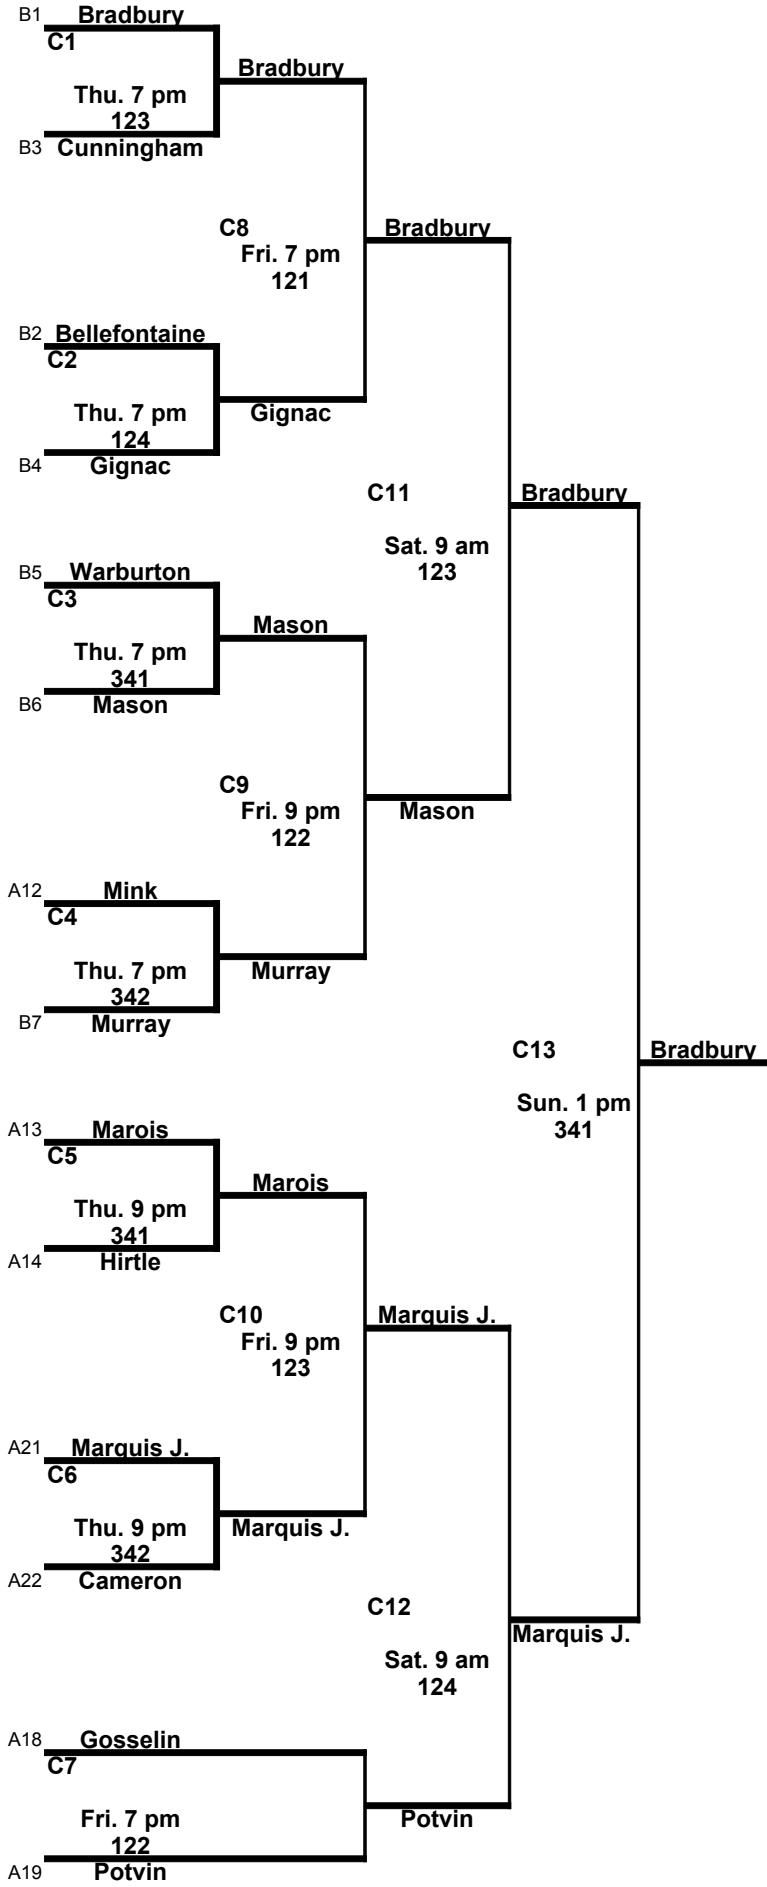 B1 Bradbury
C1
Bradbury
Thu. 7 pm
123
B3 Cunningham
C8
Bradbury
Fri. 7 pm
121
B2 Bellefontaine
C2
Thu. 7 pm
Gignac
124
B4 Gignac
C11
Bradbury
Sat. 9 am
123
B5 Warburton
C3
Mason
Thu. 7 pm
341
B6 Mason
C9
Fri. 9 pm
Mason
122
A12 Mink
C4
Thu. 7 pm
Murray
342
B7 Murray
C13
Bradbury
Sun. 1 pm
341
A13 Marois
C5
Marois
Thu. 9 pm
341
A14 Hirtle
C10
Marquis J.
Fri. 9 pm
123
A21 Marquis J.
C6
Thu. 9 pm
Marquis J.
342
A22 Cameron
C12
Marquis J.
Sat. 9 am
124
A18 Gosselin
C7
Fri. 7 pm
Potvin
122
A19 Potvin